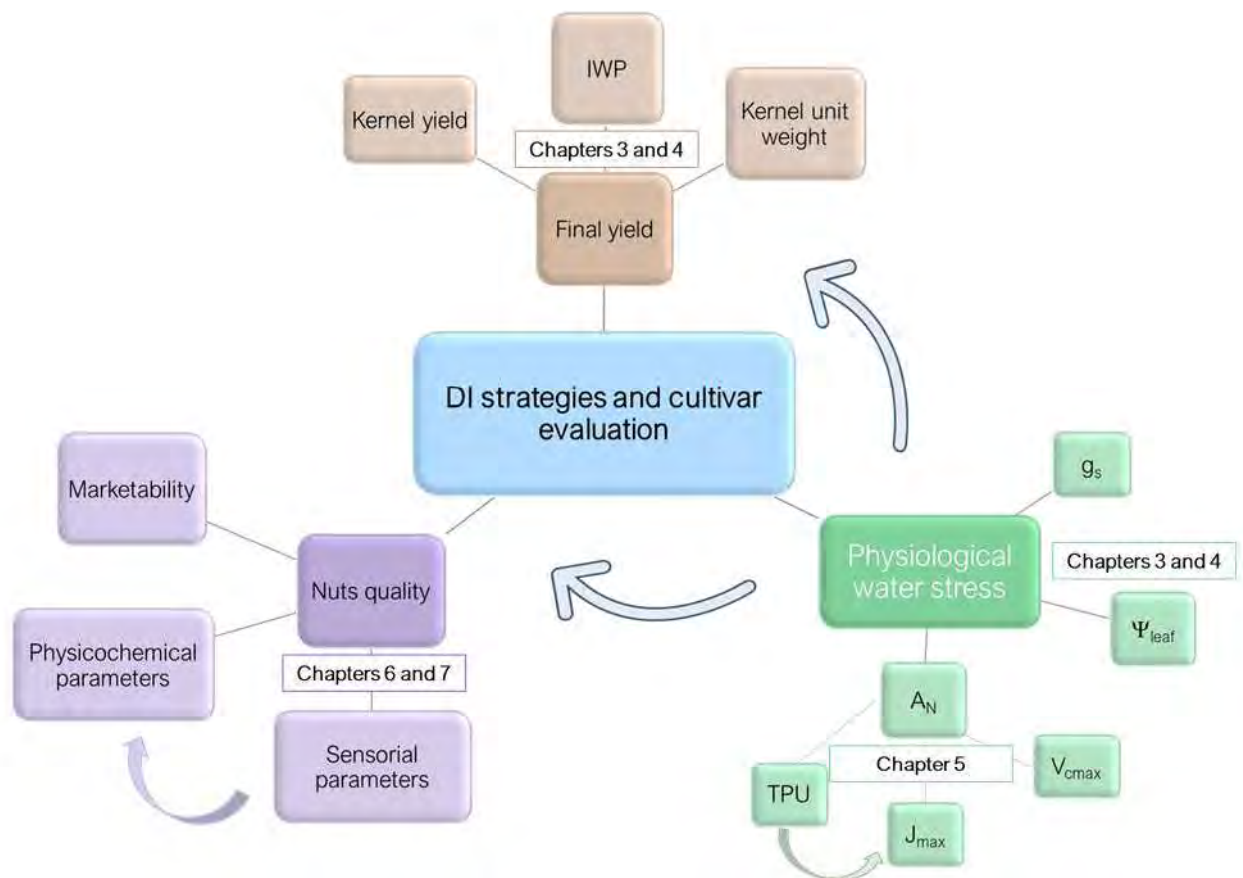 IWP
Kernel yield
Kernel unit
weight
Chapters 3 and 4
Final yield
DI strategies and cultivar
evaluation
Marketability
Nuts quality
Physicochemical
parameters
Chapters 6 and 7
Sensorial
parameters
gₛ
Physiological
water stress
Chapters 3 and 4
Ψleaf
AN
Chapter 5
TPU
Vcmax
Jmax